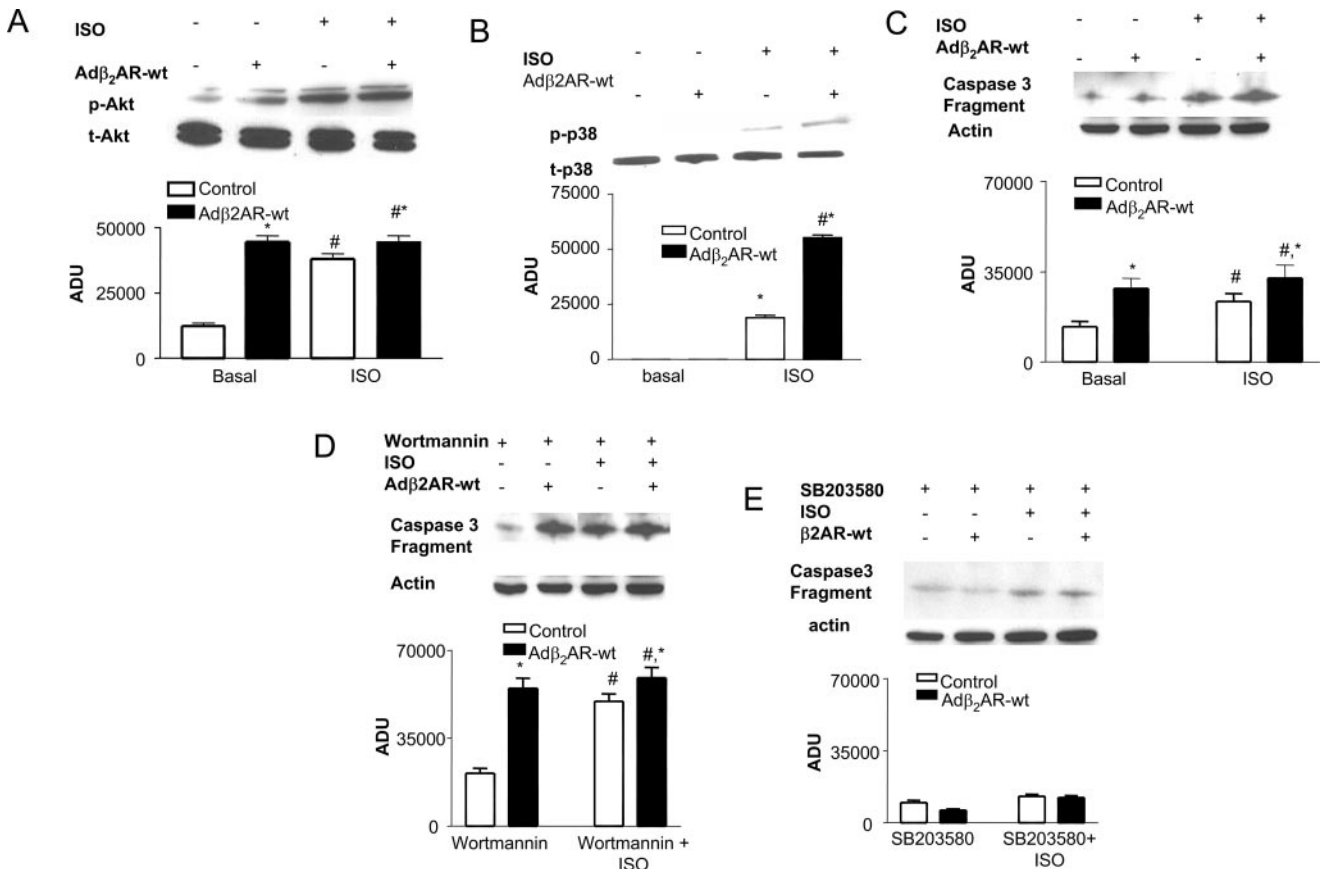 A
ISO - - + +
Adβ₂AR-wt - + - +
p-Akt
t-Akt
Control
Adβ2AR-wt
ADU
50000
25000
0
* # #*
Basal ISO
B
ISO - - + +
Adβ2AR-wt - + - +
p-p38
t-p38
75000
50000
25000
0
ADU
Control
Adβ₂AR-wt
* #*
basal ISO
C
ISO - - + +
Adβ₂AR-wt - + - +
Caspase 3
Fragment
Actin
70000
35000
0
ADU
Control
Adβ₂AR-wt
* # #,*
Basal ISO
D
Wortmannin + + + +
ISO - - + +
Adβ2AR-wt - + - +
Caspase 3
Fragment
Actin
Control
Adβ₂AR-wt
70000
35000
0
ADU
* # #,*
Wortmannin Wortmannin +
ISO
E
SB203580 + + + +
ISO - - + +
β2AR-wt - + - +
Caspase3
Fragment
actin
70000
35000
0
ADU
Control
Adβ₂AR-wt
SB203580 SB203580+
ISO